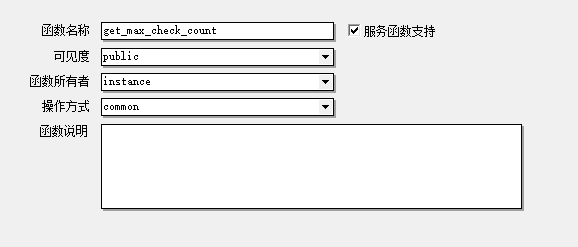 函数名称 get_max_check_count 服务函数支持
可见度 public
函数所有者 instance
操作方式 common
函数说明